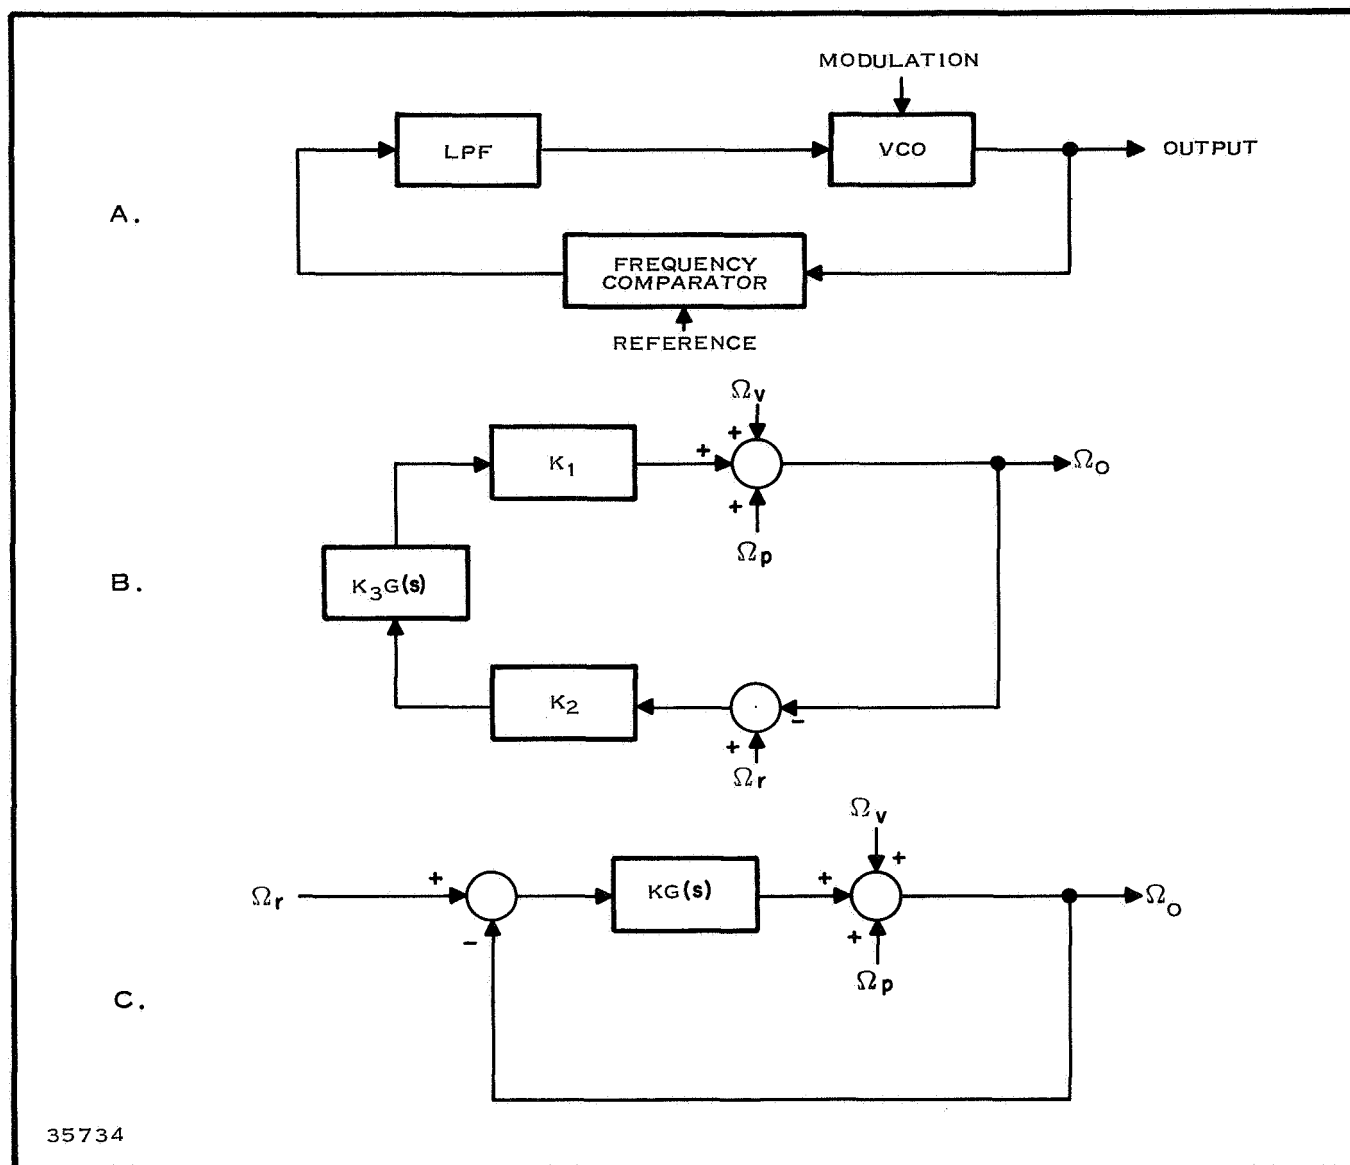 MODULATION
LPF
VCO
OUTPUT
A.
FREQUENCY
COMPARATOR
REFERENCE
Ωv
+
+
K1
Ωo
+
Ωp
B.
K3G(s)
K2
-
+
Ωr
Ωv
+
+
+
Ωr
KG(s)
Ωo
-
+
Ωp
C.
35734